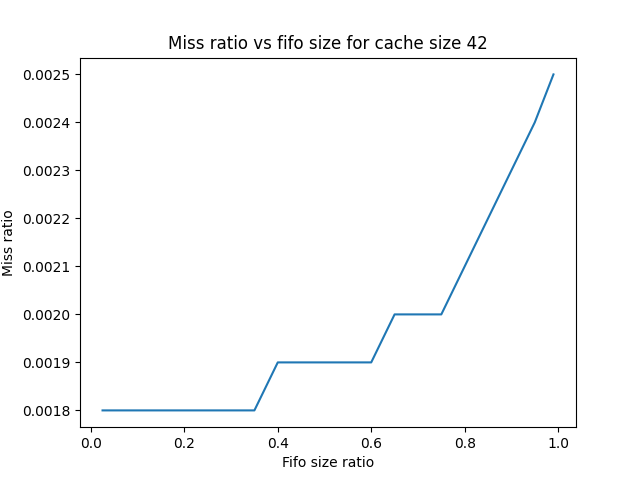 Miss ratio vs fifo size for cache size 42
0.0025
0.0024
0.0023
0.0022
0.0021
0.0020
0.0019
0.0018
Miss ratio
0.0 0.2 0.4 0.6 0.8 1.0
Fifo size ratio